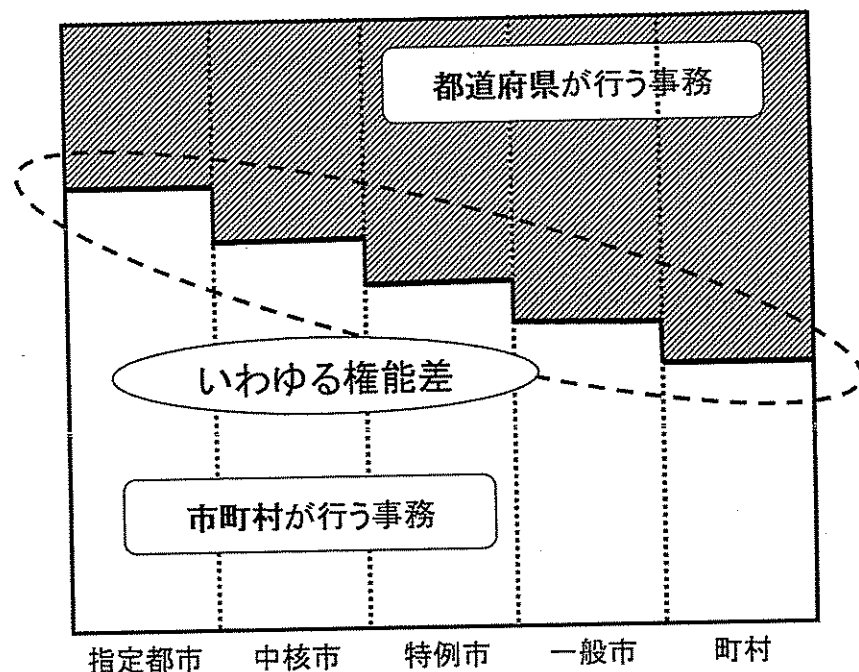 都道府県が行う事務
いわゆる権能差
市町村が行う事務
指定都市 中核市 特例市 一般市 町村